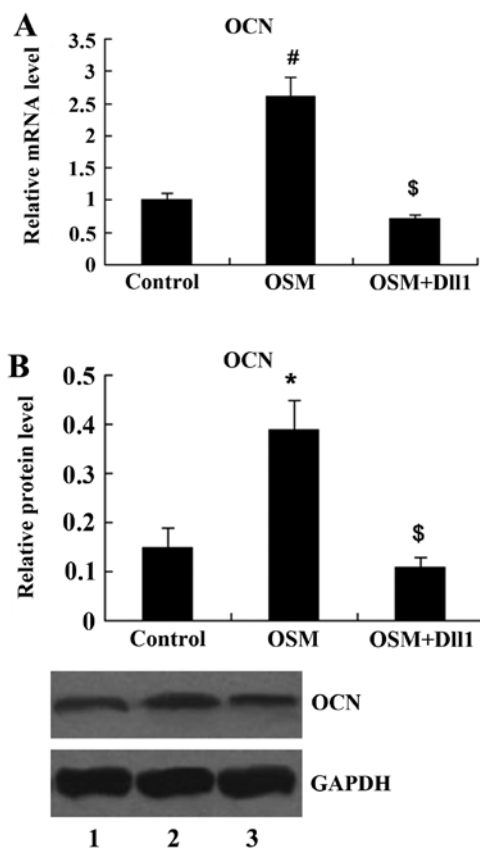 A
OCN
Relative mRNA level
3.5
3
2.5
2
1.5
1
0.5
0
#
$
Control OSM OSM+Dll1
B
OCN
Relative protein level
0.5
0.4
0.3
0.2
0.1
0
*
$
Control OSM OSM+Dll1
OCN
GAPDH
1 2 3